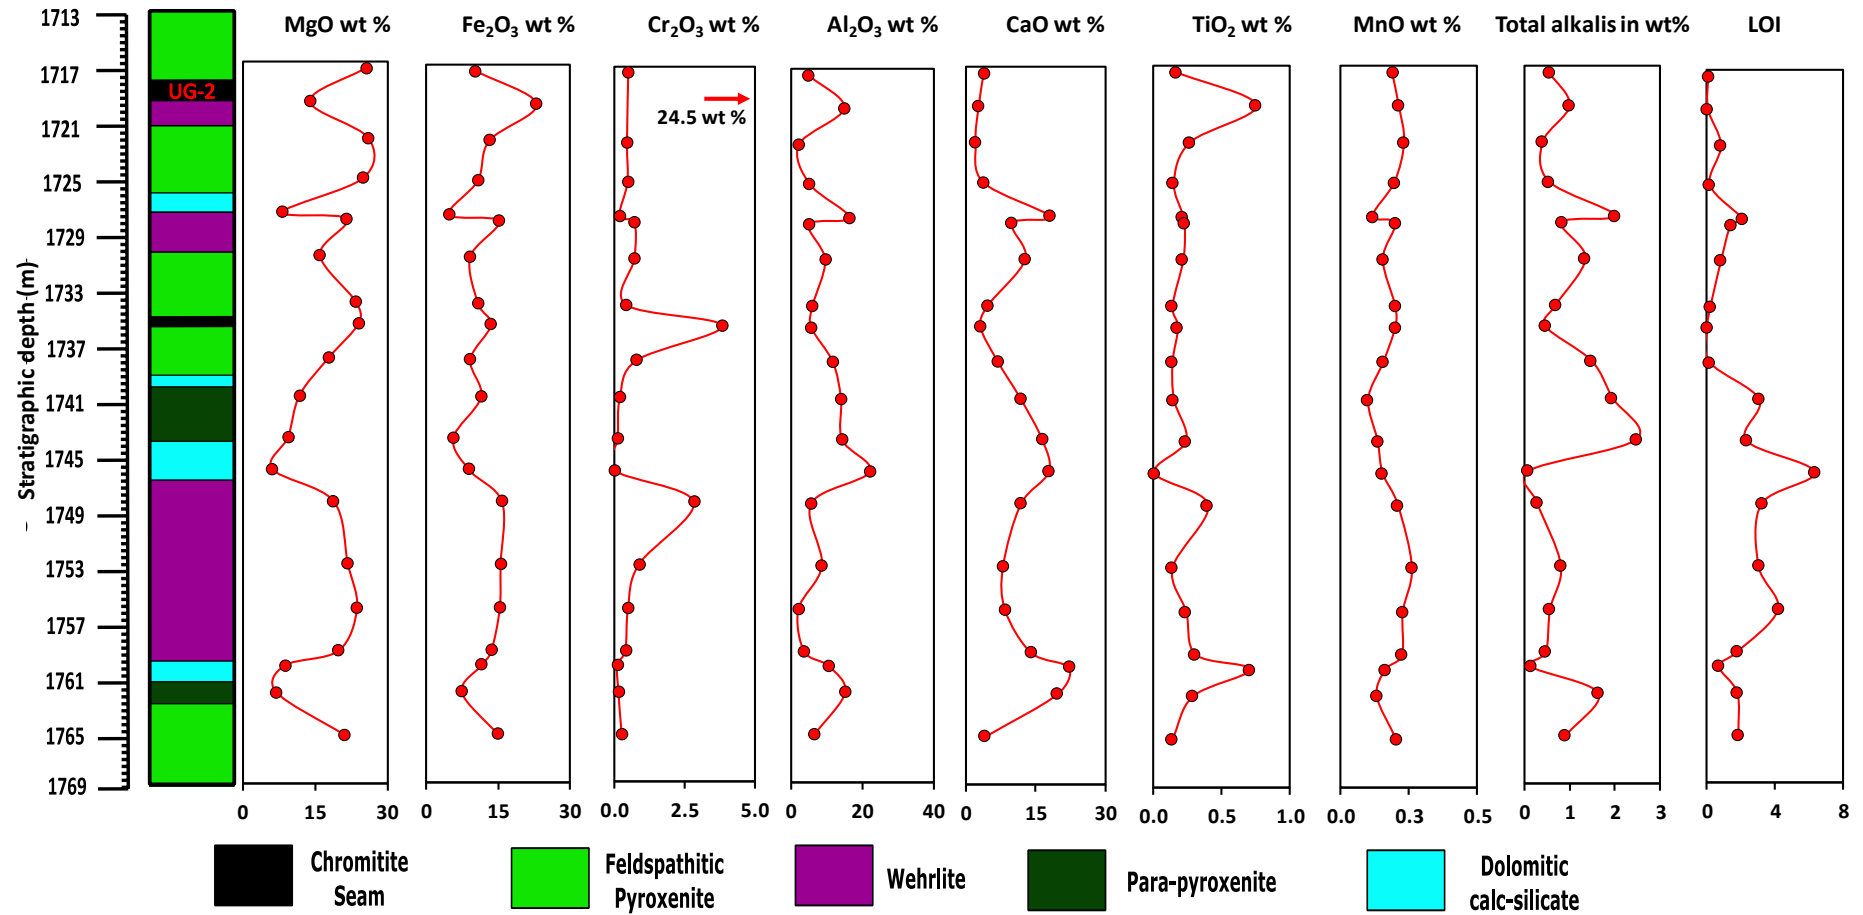 MgO wt %
Fe₂O₃ wt %
Cr₂O₃ wt %
Al₂O₃ wt %
CaO wt %
TiO₂ wt %
MnO wt %
Total alkalis in wt%
LOI
Stratigraphic depth (m)
1713
1717
1721
1725
1729
1733
1737
1741
1745
1749
1753
1757
1761
1765
1769
UG-2
24.5 wt %
0 15 30
0 15 30
0.0 2.5 5.0
0 20 40
0 15 30
0.0 0.5 1.0
0.0 0.3 0.5
0 1 2 3
0 4 8
Chromitite
Seam
Feldspathitic
Pyroxenite
Wehrlite
Para-pyroxenite
Dolomitic
calc-silicate